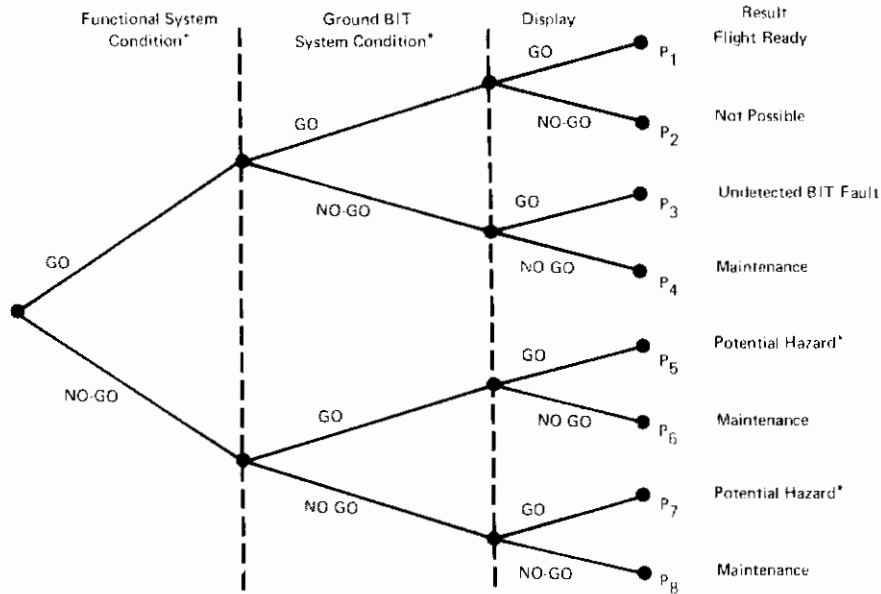 Functional System
Condition*
Ground BIT
System Condition*
Display
Result
GO
P1
Flight Ready
GO
NO-GO
P2
Not Possible
GO
NO-GO
GO
P3
Undetected BIT Fault
NO GO
P4
Maintenance
NO-GO
GO
GO
P5
Potential Hazard*
NO GO
P6
Maintenance
NO GO
GO
P7
Potential Hazard*
NO-GO
P8
Maintenance